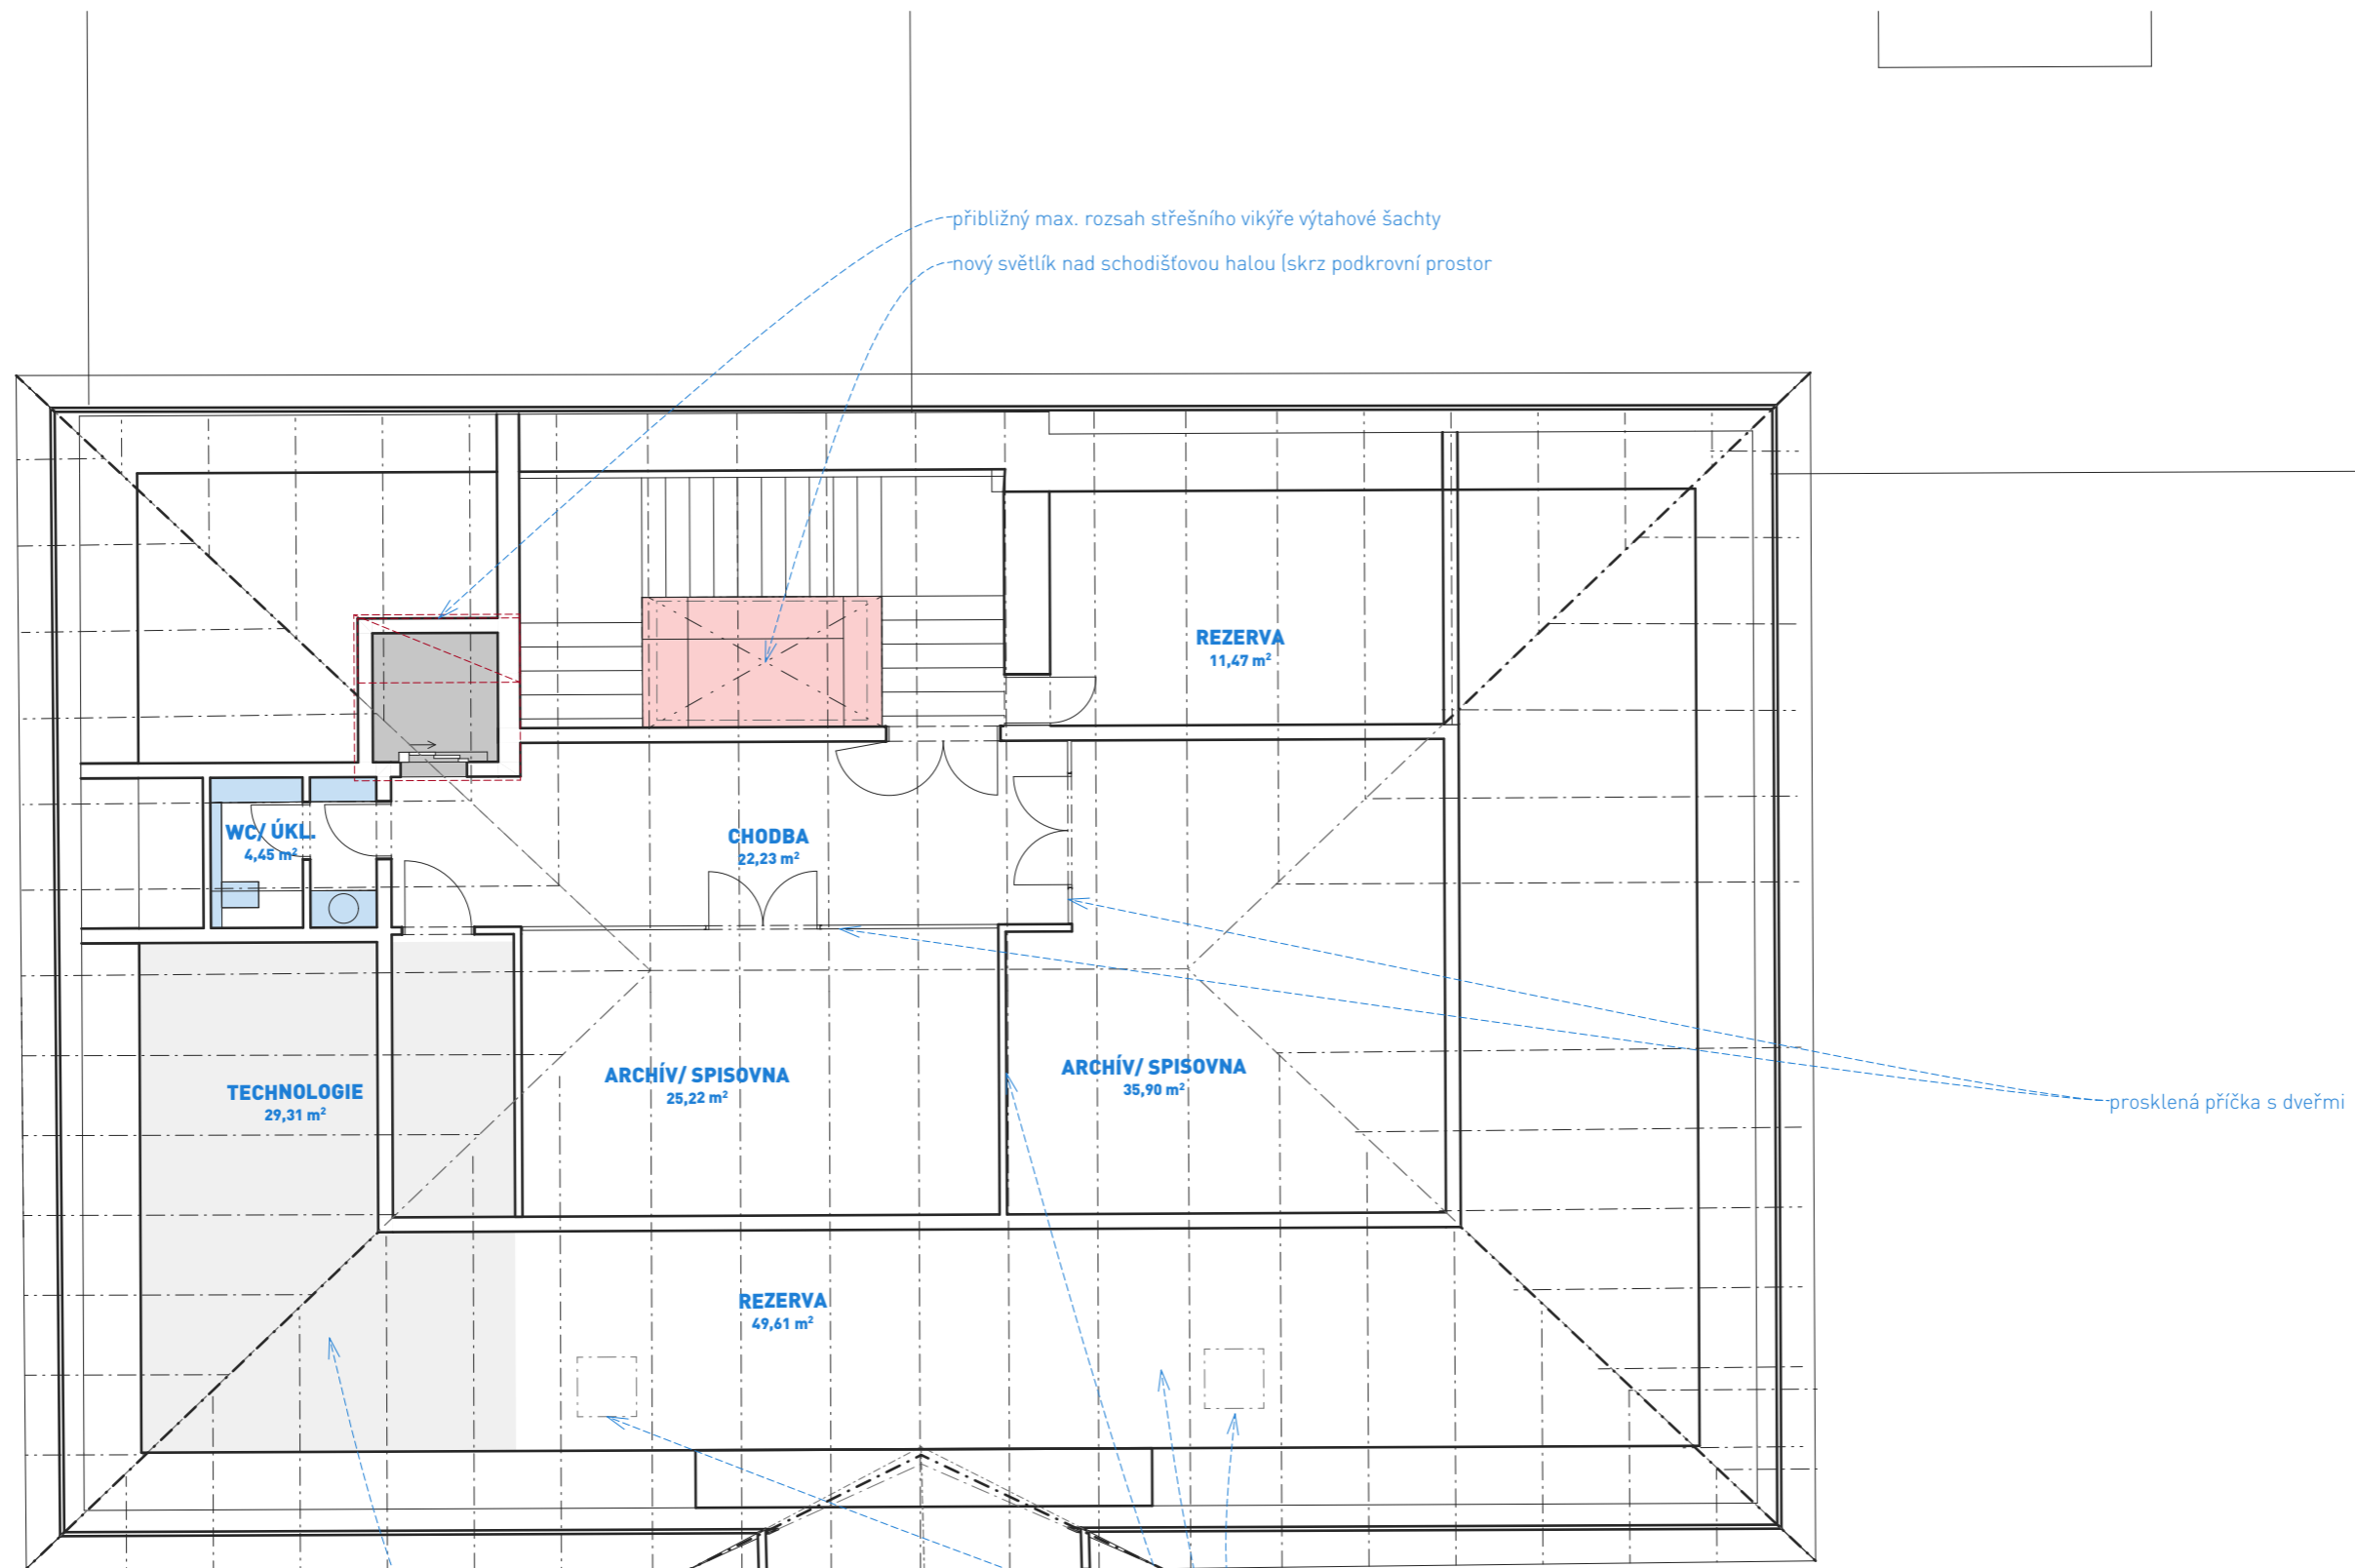 přibližný max. rozsah střešního vikýře výtahové šachty
nový světlík nad schodišťovou halou (skrz podkrovní prostor
REZERVA
11,47 m²
WC/ ÚKL.
4,45 m²
CHODBA
22,23 m²
TECHNOLOGIE
29,31 m²
ARCHÍV/ SPISOVNA
25,22 m²
ARCHÍV/ SPISOVNA
35,90 m²
prosklená příčka s dveřmi
REZERVA
49,61 m²